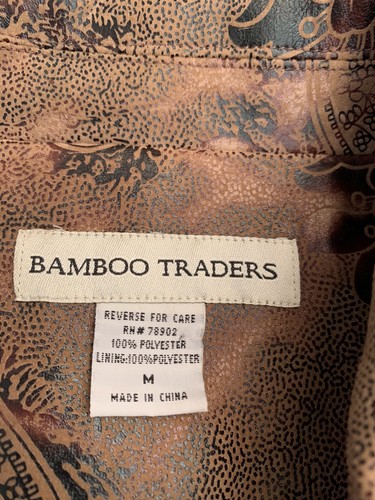 BAMBOO TRADERS
REVERSE FOR CARE
RN# 78902
100% POLYESTER
LINING:100%POLYESTER
M
MADE IN CHINA